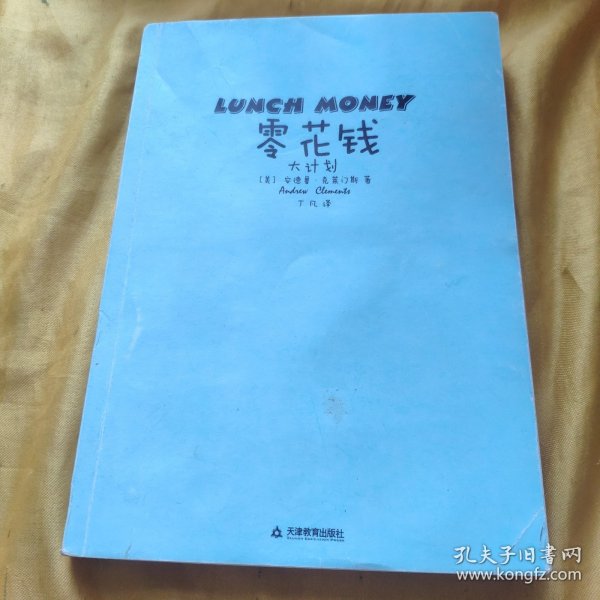 LUNCH MONEY
零花钱
大计划
[美] 安德鲁·克莱门斯 著
Andrew Clements
丁凡 译
天津教育出版社
孔夫子旧书网
www.kongfz.com